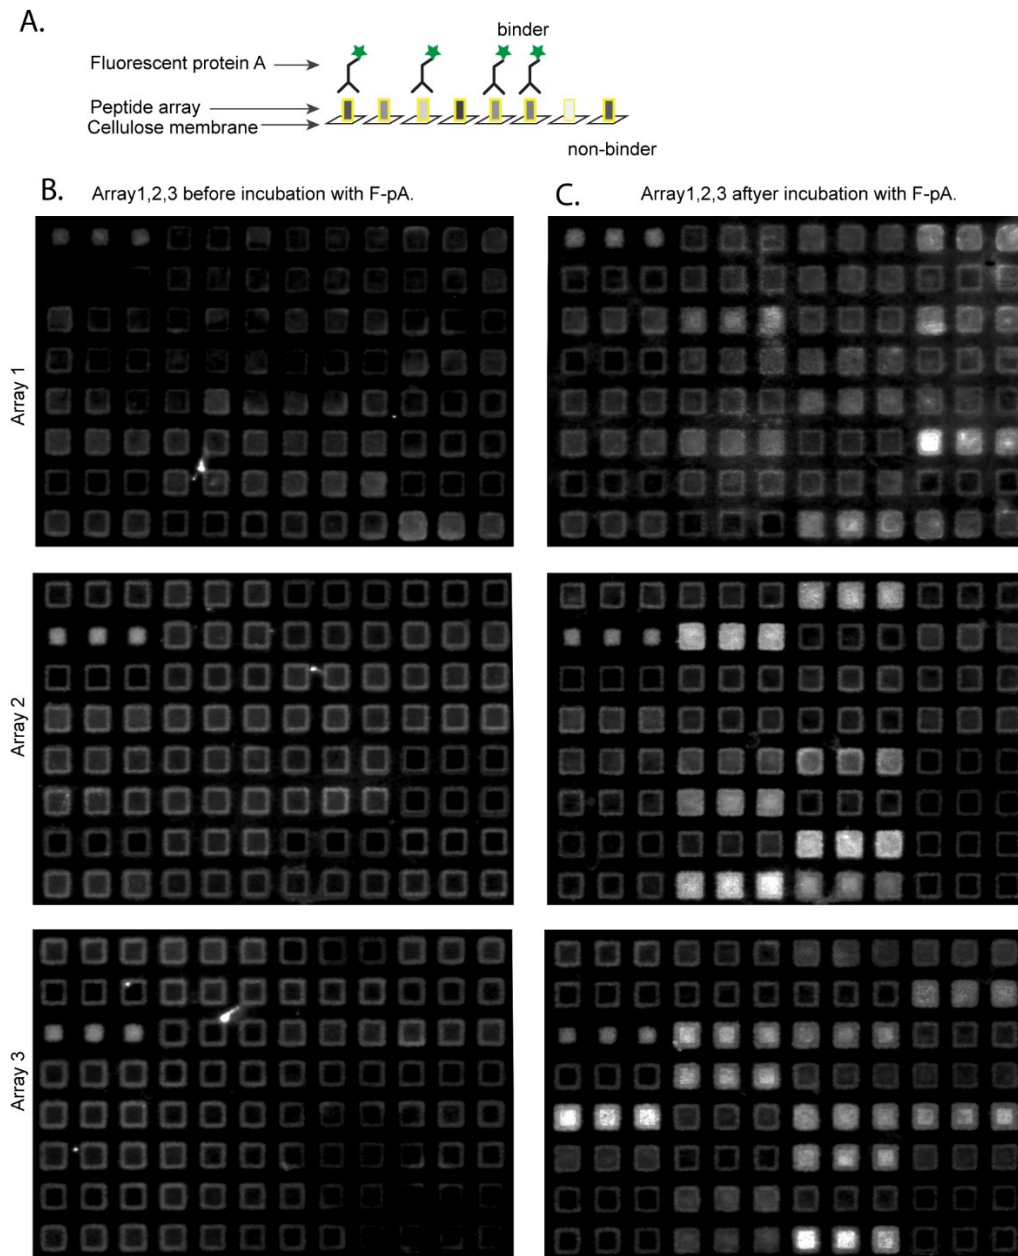 A.
binder
Fluorescent protein A
Peptide array
Cellulose membrane
non-binder
B. Array1,2,3 before incubation with F-pA.
C. Array1,2,3 aftyer incubation with F-pA.
Array 1
Array 2
Array 3